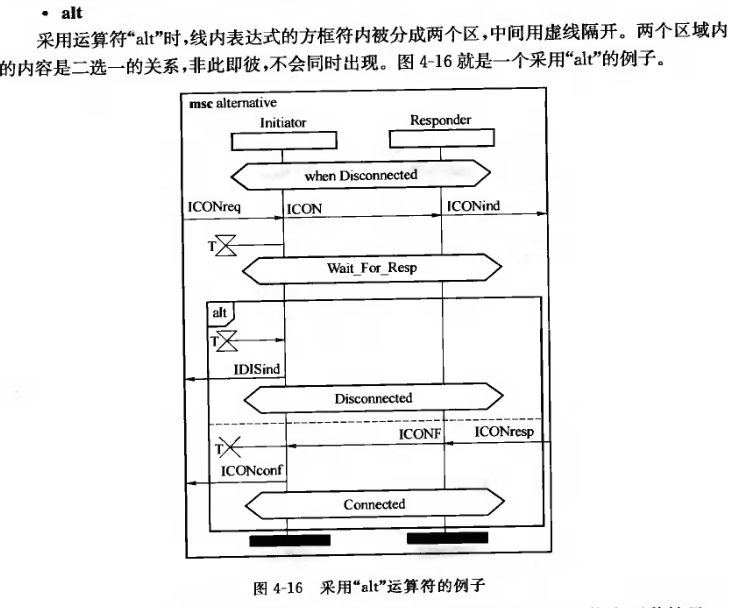 • alt
采用运算符“alt”时,线内表达式的方框符内被分成两个区,中间用虚线隔开。两个区域内
的内容是二选一的关系,非此即彼,不会同时出现。图 4-16 就是一个采用“alt”的例子。
msc alternative
Initiator Responder
when Disconnected
ICONreq ICON ICONind
T
Wait_For_Resp
alt
T
IDISind
Disconnected
ICONF ICONresp
T
ICONconf
Connected
图 4-16 采用“alt”运算符的例子